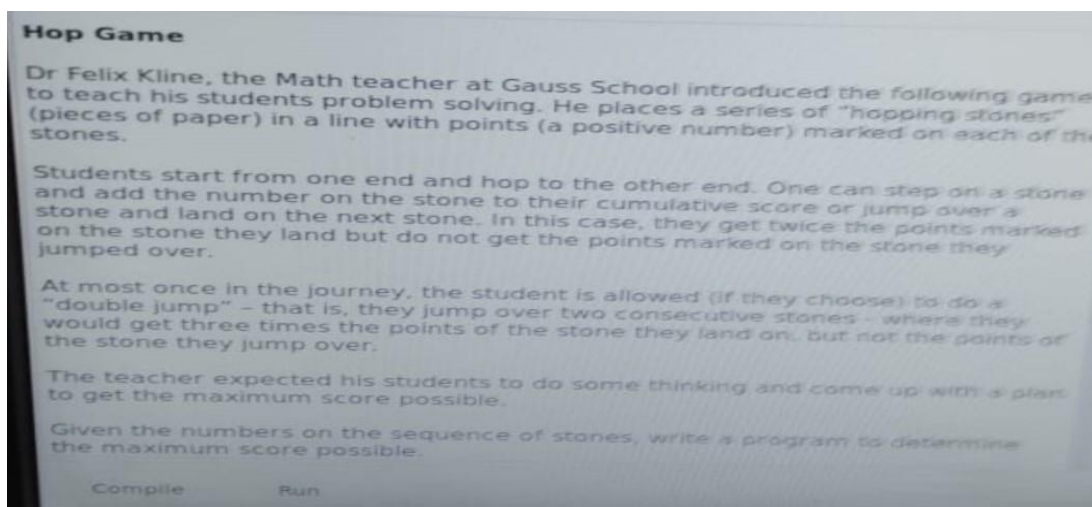 Hop Game
Dr Felix Kline, the Math teacher at Gauss School introduced the following game
to teach his students problem solving. He places a series of "hopping stones"
(pieces of paper) in a line with points (a positive number) marked on each of the
stones.
Students start from one end and hop to the other end. One can step on a stone
and add the number on the stone to their cumulative score or jump over a
stone and land on the next stone. In this case, they get twice the points marked
on the stone they land but do not get the points marked on the stone they
jumped over.
At most once in the journey, the student is allowed (if they choose) to do a
"double jump" – that is, they jump over two consecutive stones - where they
would get three times the points of the stone they land on, but not the points of
the stone they jump over.
The teacher expected his students to do some thinking and come up with a plan
to get the maximum score possible.
Given the numbers on the sequence of stones, write a program to determine
the maximum score possible.
Compile Run